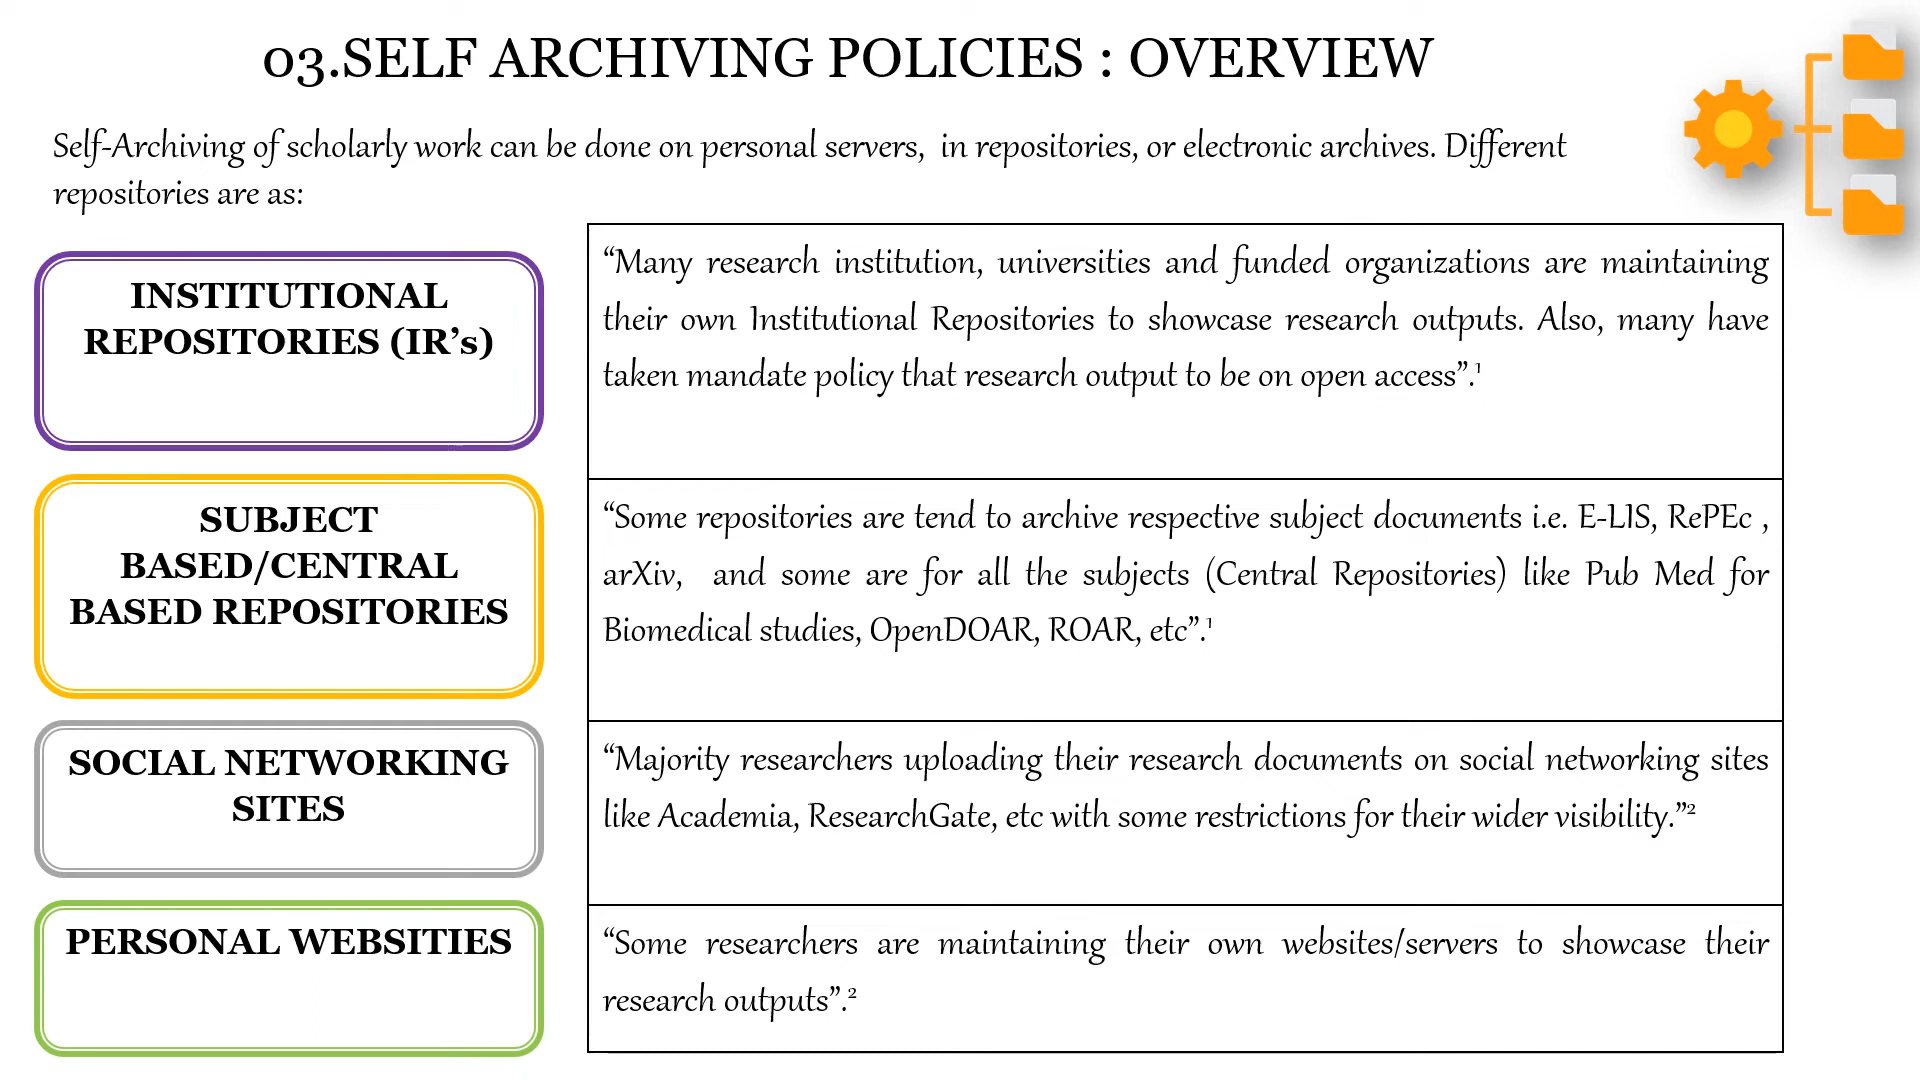 03.SELF ARCHIVING POLICIES : OVERVIEW
Self-Archiving of scholarly work can be done on personal servers,  in repositories, or electronic archives. Different
repositories are as:
INSTITUTIONAL
REPOSITORIES (IR’s)
“Many research institution, universities and funded organizations are maintaining
their own Institutional Repositories to showcase research outputs. Also, many have
taken mandate policy that research output to be on open access”.¹
SUBJECT
BASED/CENTRAL
BASED REPOSITORIES
“Some repositories are tend to archive respective subject documents i.e. E-LIS, RePEc ,
arXiv,  and some are for all the subjects (Central Repositories) like Pub Med for
Biomedical studies, OpenDOAR, ROAR, etc”.¹
SOCIAL NETWORKING
SITES
“Majority researchers uploading their research documents on social networking sites
like Academia, ResearchGate, etc with some restrictions for their wider visibility.”²
PERSONAL WEBSITIES
“Some researchers are maintaining their own websites/servers to showcase their
research outputs”.²